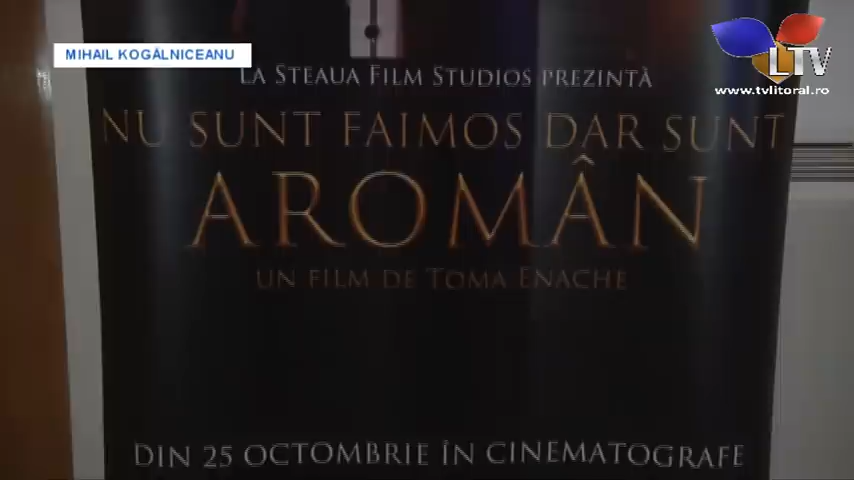 MIHAIL KOGĂLNICEANU
LTV
www.tvlitoral.ro
LA STEAUA FILM STUDIOS PREZINTĂ
NU SUNT FAIMOS DAR SUNT
AROMÂN
UN FILM DE TOMA ENACHE
DIN 25 OCTOMBRIE ÎN CINEMATOGRAFE